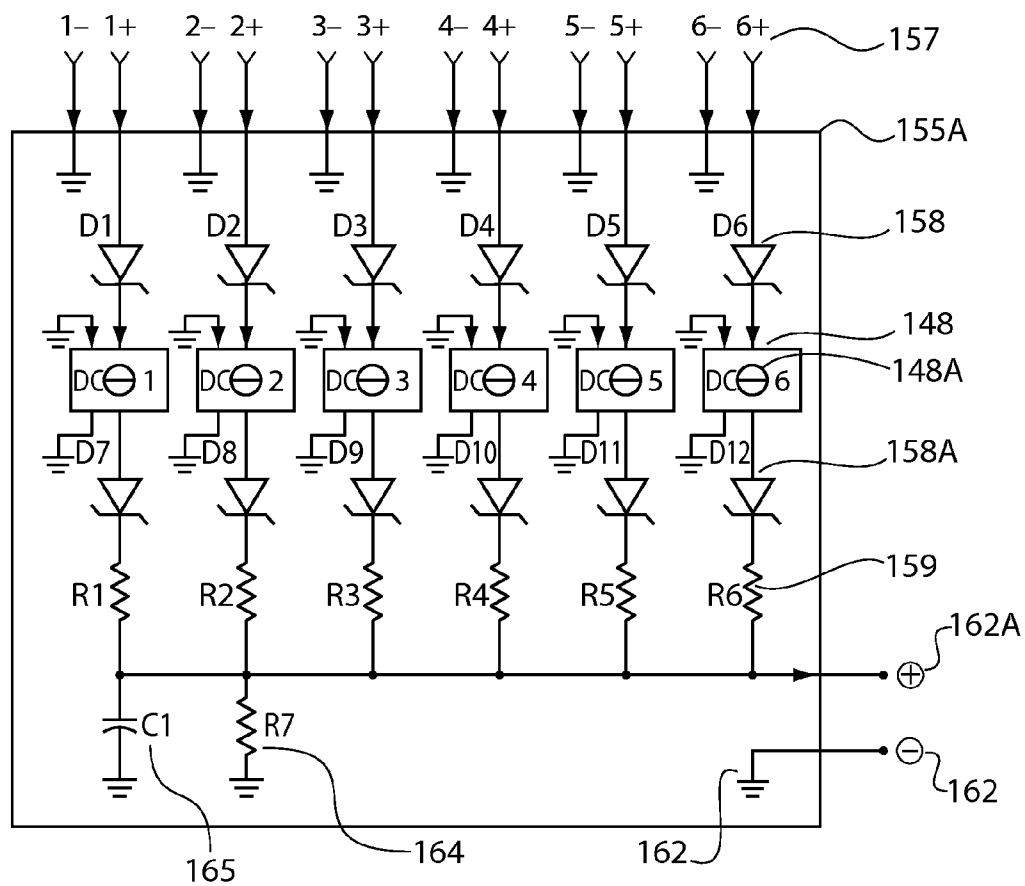 1– 1+ 2– 2+ 3– 3+ 4– 4+ 5– 5+ 6– 6+ 157
155A
D1 D2 D3 D4 D5 D6 158
148
DC 1 DC 2 DC 3 DC 4 DC 5 DC 6 148A
D7 D8 D9 D10 D11 D12 158A
R1 R2 R3 R4 R5 R6 159
162A
+
C1 R7
–
162
165 164 162